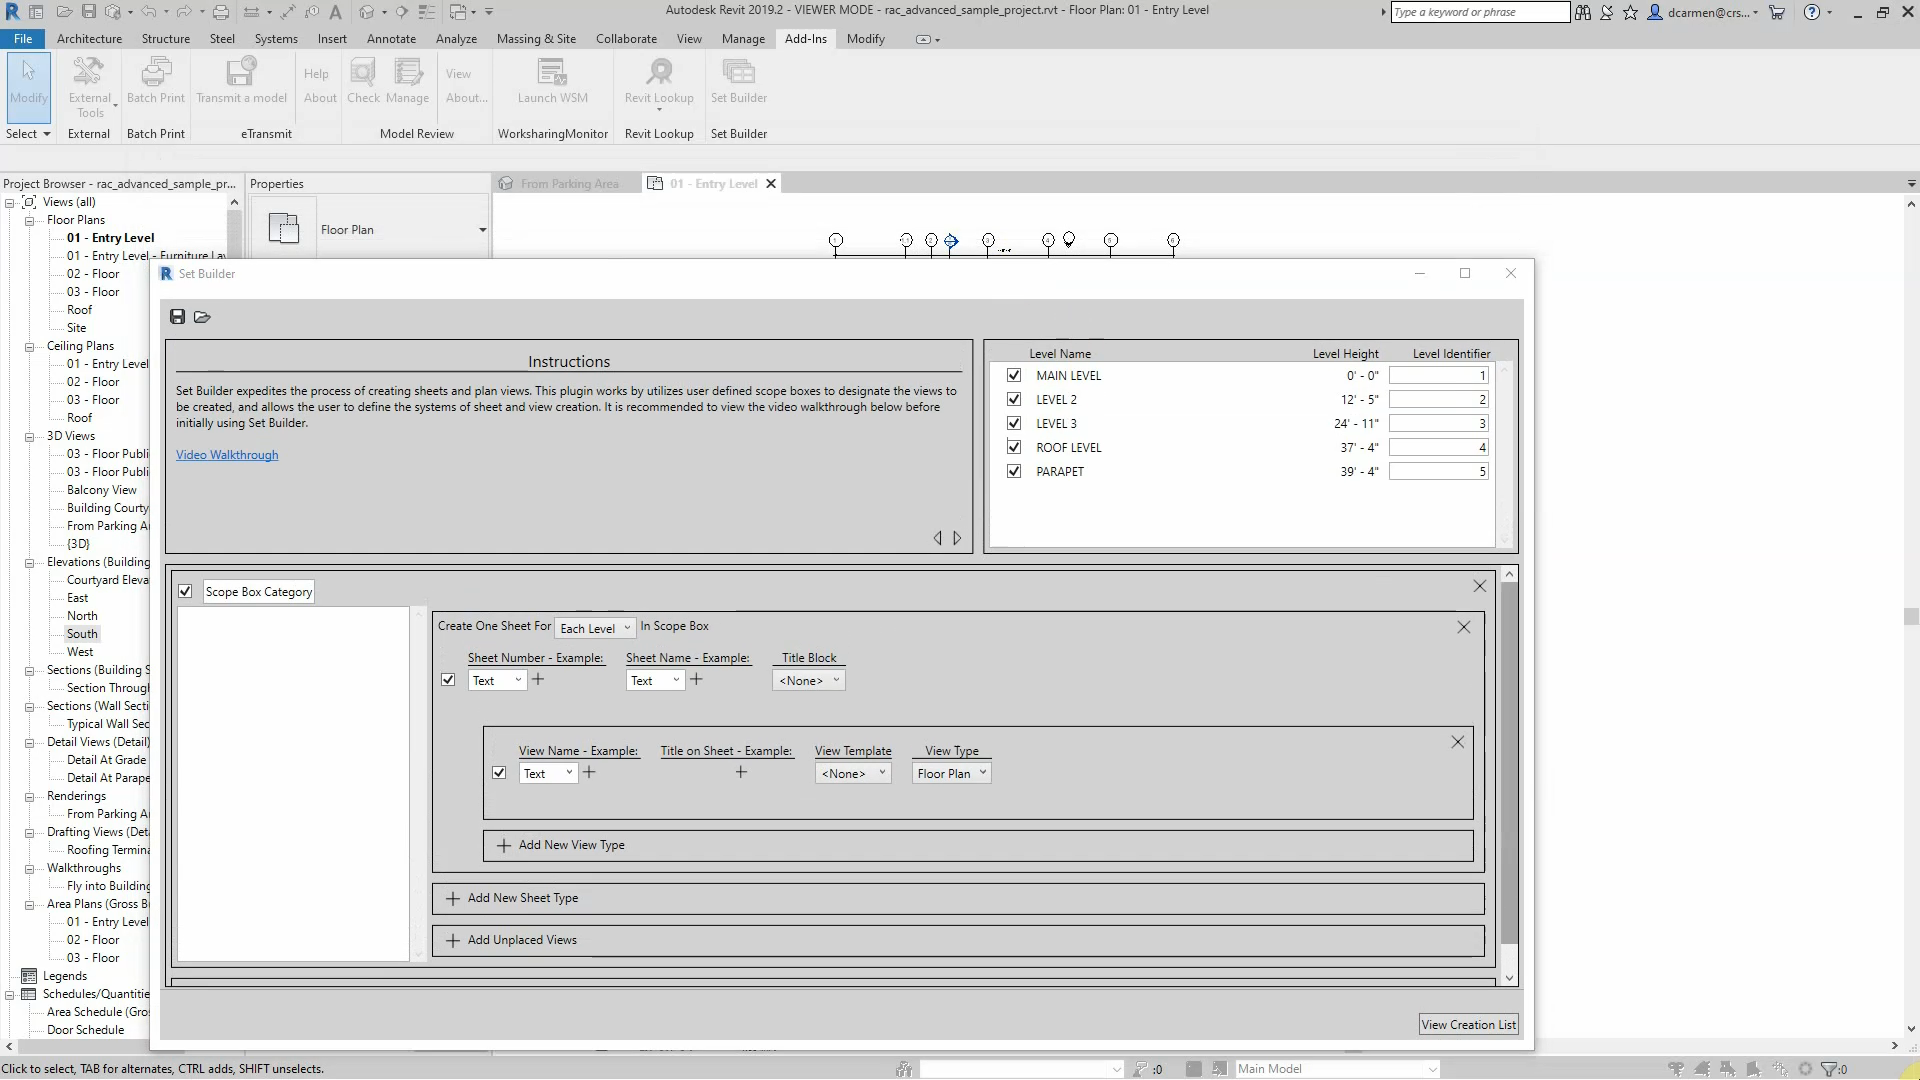 Autodesk Revit 2019.2 - VIEWER MODE - rac_advanced_sample_project.rvt - Floor Plan: 01 - Entry Level
Type a keyword or phrase
dcarmen@crs...
File Architecture Structure Steel Systems Insert Annotate Analyze Massing & Site Collaborate View Manage Add-Ins Modify
Modify
External Tools
Batch Print
Transmit a model
Help
About
Check
Manage
View
About...
Launch WSM
Revit Lookup
Set Builder
Select External Batch Print eTransmit Model Review WorksharingMonitor Revit Lookup Set Builder
Project Browser - rac_advanced_sample_pr...
Properties
From Parking Area
01 - Entry Level
Floor Plan
Views (all)
Floor Plans
01 - Entry Level
01 - Entry Level - Furniture Lay
02 - Floor
03 - Floor
Roof
Site
Ceiling Plans
01 - Entry Level
02 - Floor
03 - Floor
Roof
3D Views
03 - Floor Publi
03 - Floor Publi
Balcony View
Building Courty
From Parking Ar
{3D}
Elevations (Building
Courtyard Eleva
East
North
South
West
Sections (Building S
Section Through
Sections (Wall Secti
Typical Wall Sec
Detail Views (Detail)
Detail At Grade
Detail At Parape
Renderings
From Parking Ar
Drafting Views (Deta
Roofing Termina
Walkthroughs
Fly into Building
Area Plans (Gross B
01 - Entry Level
02 - Floor
03 - Floor
Legends
Schedules/Quantitie
Area Schedule (Gros
Door Schedule
Set Builder
Instructions
Set Builder expedites the process of creating sheets and plan views. This plugin works by utilizes user defined scope boxes to designate the views to
be created, and allows the user to define the systems of sheet and view creation. It is recommended to view the video walkthrough below before
initially using Set Builder.
Video Walkthrough
Level Name Level Height Level Identifier
MAIN LEVEL 0' - 0" 1
LEVEL 2 12' - 5" 2
LEVEL 3 24' - 11" 3
ROOF LEVEL 37' - 4" 4
PARAPET 39' - 4" 5
Scope Box Category
Create One Sheet For Each Level In Scope Box
Sheet Number - Example: Sheet Name - Example: Title Block
Text Text <None>
View Name - Example: Title on Sheet - Example: View Template View Type
Text <None> Floor Plan
Add New View Type
Add New Sheet Type
Add Unplaced Views
View Creation List
Click to select, TAB for alternates, CTRL adds, SHIFT unselects.
:0
Main Model
:0